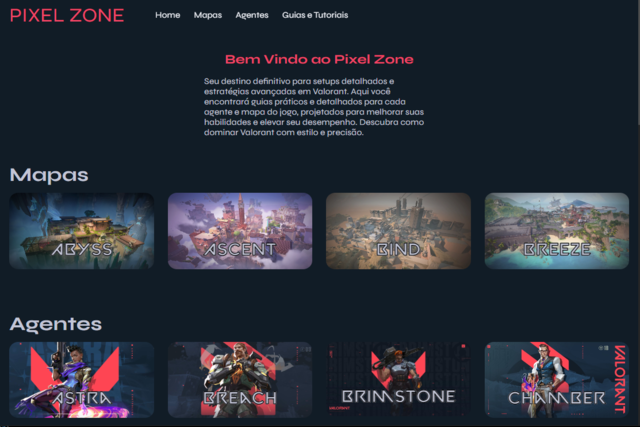 PIXEL ZONE
Home Mapas Agentes Guias e Tutoriais
Bem Vindo ao Pixel Zone
Seu destino definitivo para setups detalhados e
estratégias avançadas em Valorant. Aqui você
encontrará guias práticos e detalhados para cada
agente e mapa do jogo, projetados para melhorar suas
habilidades e elevar seu desempenho. Descubra como
dominar Valorant com estilo e precisão.
Mapas
ABYSS
ASCENT
BIND
BREEZE
Agentes
ASTRA
BREACH
BRIMSTONE
CHAMBER
VALORANT